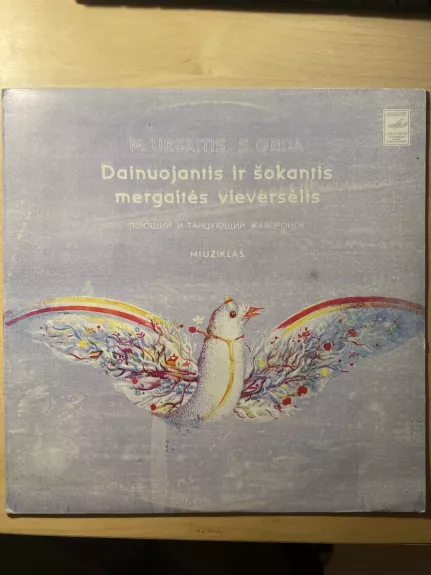 M. URBAITIS S. GEDA
Dainuojantis ir šokantis
mergaitės vieversėlis
ПОЮЩИЙ И ТАНЦУЮЩИЙ ЖАВОРОНОК
MIUZIKLAS